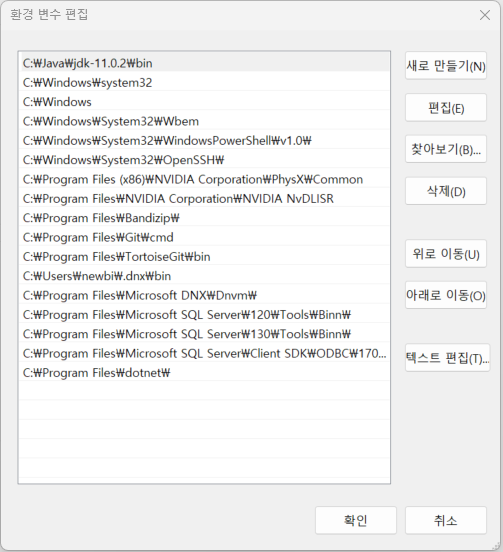 환경 변수 편집
C:₩Java₩jdk-11.0.2₩bin
C:₩Windows₩system32
C:₩Windows
C:₩Windows₩System32₩Wbem
C:₩Windows₩System32₩WindowsPowerShell₩v1.0₩
C:₩Windows₩System32₩OpenSSH₩
C:₩Program Files (x86)₩NVIDIA Corporation₩PhysX₩Common
C:₩Program Files₩NVIDIA Corporation₩NVIDIA NvDLISR
C:₩Program Files₩Bandizip₩
C:₩Program Files₩Git₩cmd
C:₩Program Files₩TortoiseGit₩bin
C:₩Users₩newbi₩.dnx₩bin
C:₩Program Files₩Microsoft DNX₩Dnvm₩
C:₩Program Files₩Microsoft SQL Server₩120₩Tools₩Binn₩
C:₩Program Files₩Microsoft SQL Server₩130₩Tools₩Binn₩
C:₩Program Files₩Microsoft SQL Server₩Client SDK₩ODBC₩170...
C:₩Program Files₩dotnet₩
새로 만들기(N)
편집(E)
찾아보기(B)...
삭제(D)
위로 이동(U)
아래로 이동(O)
텍스트 편집(T)...
확인
취소